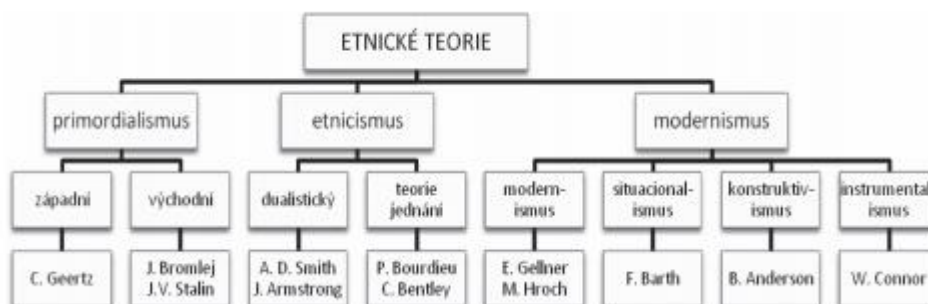 ETNICKÉ TEORIE
primordialismus
etnicismus
modernismus
západní
východní
dualistický
teorie
jednání
modern-
ismus
situacional-
ismus
konstruktiv-
ismus
instrumental
ismus
C. Geertz
J. Bromlej
J.V. Stalin
A. D. Smith
J. Armstrong
P. Bourdieu
C. Bentley
E. Gellner
M. Hroch
F. Barth
B. Anderson
W. Connor